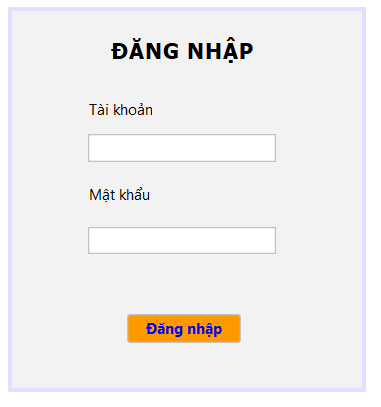 ĐĂNG NHẬP
Tài khoản
Mật khẩu
Đăng nhập